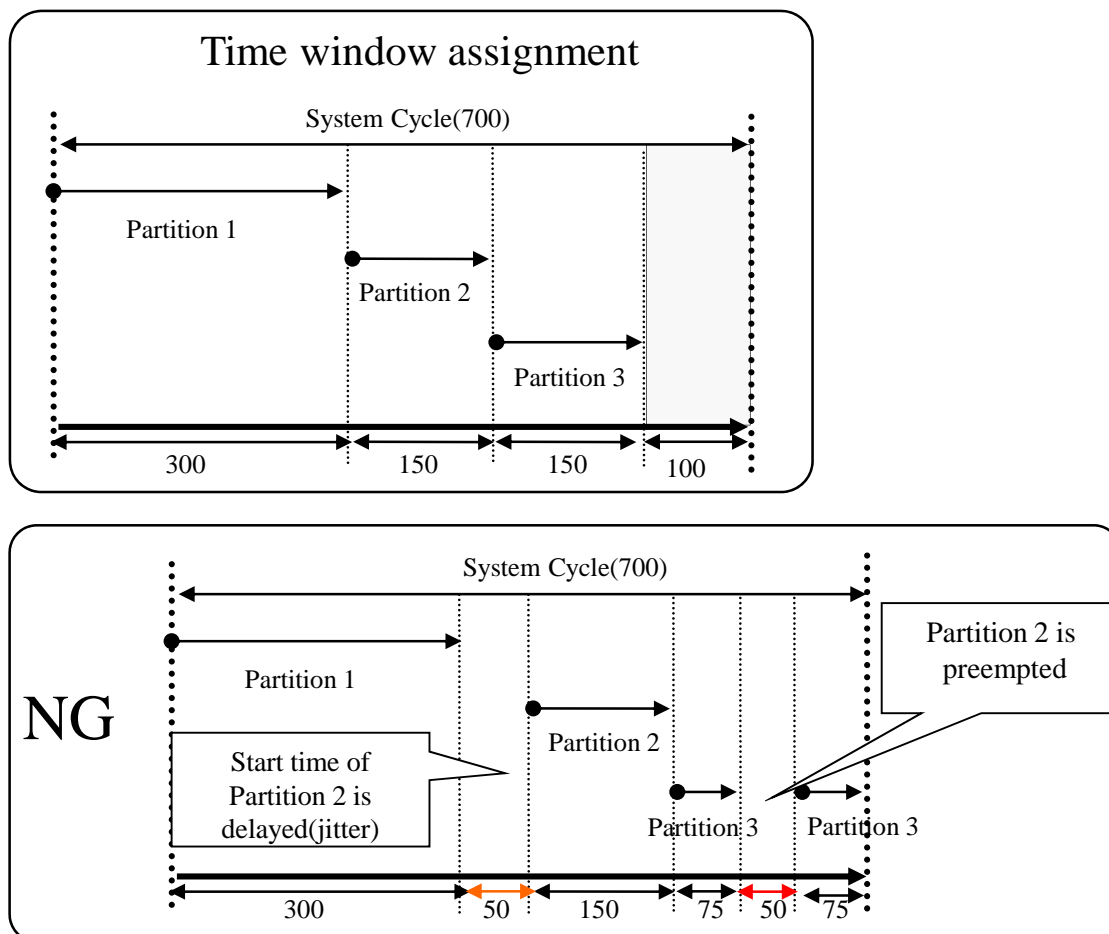 Time window assignment
System Cycle(700)
Partition 1
Partition 2
Partition 3
300
150
150
100
System Cycle(700)
Partition 2 is
preempted
Partition 1
NG
Partition 2
Start time of
Partition 2 is
delayed(jitter)
Partition 3
Partition 3
300
50
150
75
50
75